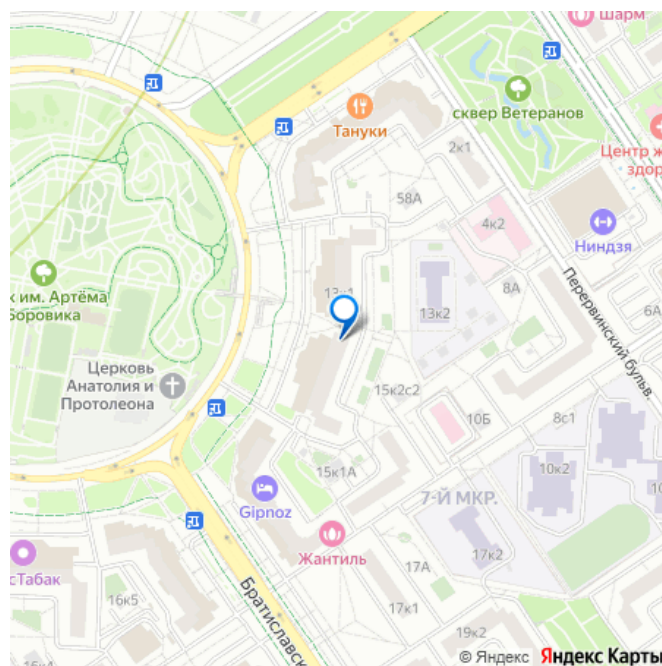 Шарм
сквер Ветеранов
Тануки
Центр ж
здор
2к1
58А
4к2
Ниндзя
к им. Артёма
Боровика
13к1
8А
13к2
Перервинский бульв.
6А
Церковь
Анатолия и
Протолеона
15к2с2
10Б
8с1
15к1А
10к2
Gipnoz
7-Й МКР.
Жантиль
17к2
сТабак
17А
16к5
17к1
Братиславск
19к2
16к4
© Яндекс Яндекс Карты